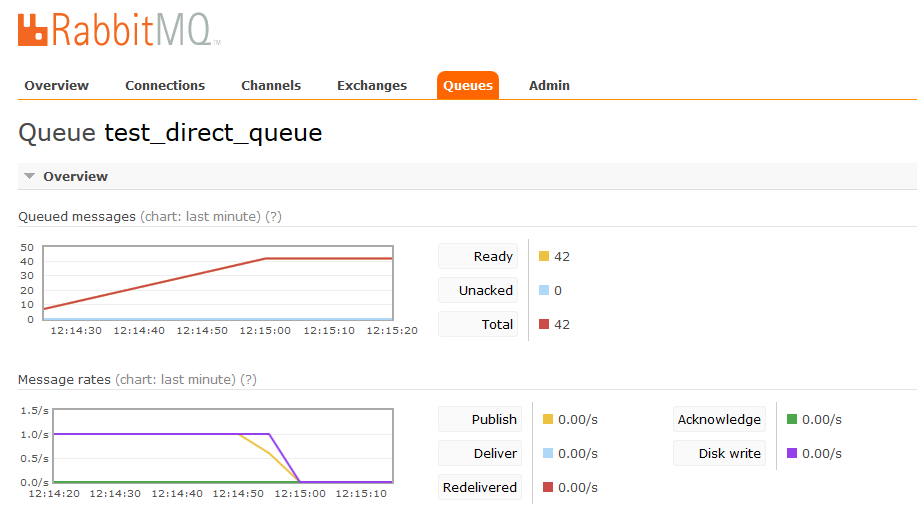 RabbitMQ™
Overview Connections Channels Exchanges Queues Admin
Queue test_direct_queue
Overview
Queued messages (chart: last minute) (?)
50
40
30
20
10
0
12:14:30 12:14:40 12:14:50 12:15:00 12:15:10 12:15:20
Ready 42
Unacked 0
Total 42
Message rates (chart: last minute) (?)
1.5/s
1.0/s
0.5/s
0.0/s
12:14:20 12:14:30 12:14:40 12:14:50 12:15:00 12:15:10
Publish 0.00/s Acknowledge 0.00/s
Deliver 0.00/s Disk write 0.00/s
Redelivered 0.00/s